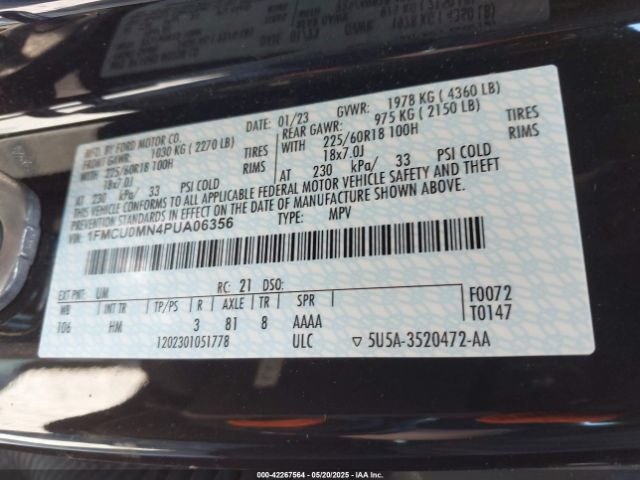 MFD. BY FORD MOTOR CO.
DATE: 01/23 GVWR: 1978 KG ( 4360 LB)
FRONT GAWR: 1030 KG ( 2270 LB)
REAR GAWR: 975 KG ( 2150 LB)
WITH 225/60R18 100H TIRES
WITH 225/60R18 100H TIRES
18x7.0J RIMS
18x7.0J RIMS
AT 230 kPa/ 33 PSI COLD
AT 230 kPa/ 33 PSI COLD
THIS VEHICLE CONFORMS TO ALL APPLICABLE FEDERAL MOTOR VEHICLE SAFETY AND THEFT
PREVENTION STANDARDS IN EFFECT ON THE DATE OF MANUFACTURE SHOWN ABOVE.
VIN: 1FMCU0MN4PUA06356 TYPE: MPV
EXT PNT: UM RC: 21 DSO:
WB INT TR TP/PS R AXLE TR SPR
106 HM 3 81 8 AAAA
F0072
T0147
1202301051778 ULC ▽ 5U5A-3520472-AA
000-42267564 - 05/20/2025 - IAA Inc.